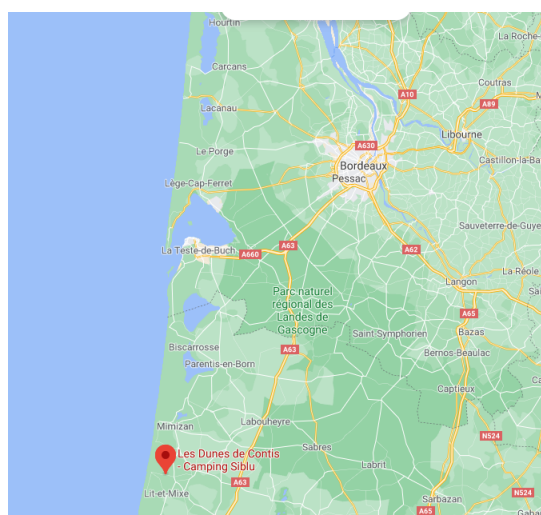 Hourtin
La Roche-
Carcans
Coutras
A10
A89
Lacanau
Libourne
A630
Le Porge
Castillon-la-Ba
Bordeaux
Pessac
Lège-Cap-Ferret
Sauveterre-de-Guye
A63
La Teste-de-Buch
A660
A62
La Réole
Langon
Parc naturel
régional des
Landes de
Gascogne
A65
Saint-Symphorien
Bazas
Biscarrosse
A63
Bernos-Beaulac
Parentis-en-Born
Captieux
Mimizan
Labouheyre
N524
Les Dunes de Contis
- Camping Siblu
Sabres
Labrit
A63
Lit-et-Mixe
N524
Sarbazan
A65
Gabar